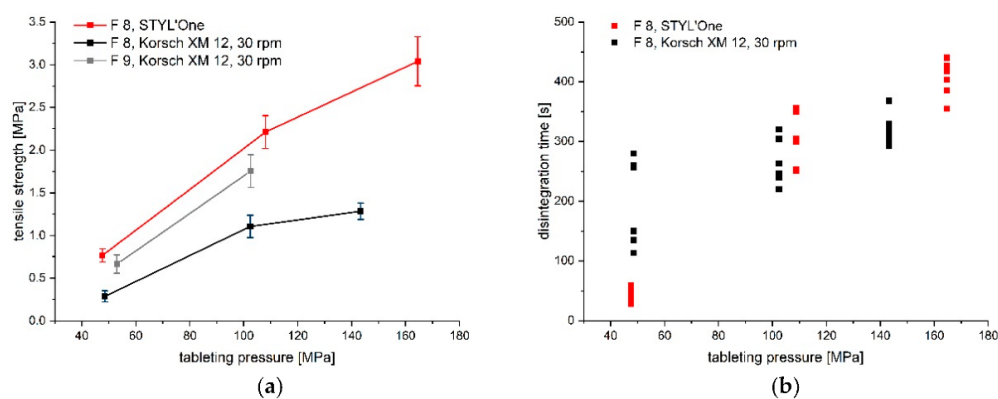 F 8, STYL'One
F 8, Korsch XM 12, 30 rpm
F 9, Korsch XM 12, 30 rpm
tensile strength [MPa]
3.5
3.0
2.5
2.0
1.5
1.0
0.5
0.0
40 60 80 100 120 140 160 180
tableting pressure [MPa]
(a)
F 8, STYL'One
F 8, Korsch XM 12, 30 rpm
disintegration time [s]
500
400
300
200
100
0
40 60 80 100 120 140 160 180
tableting pressure [MPa]
(b)